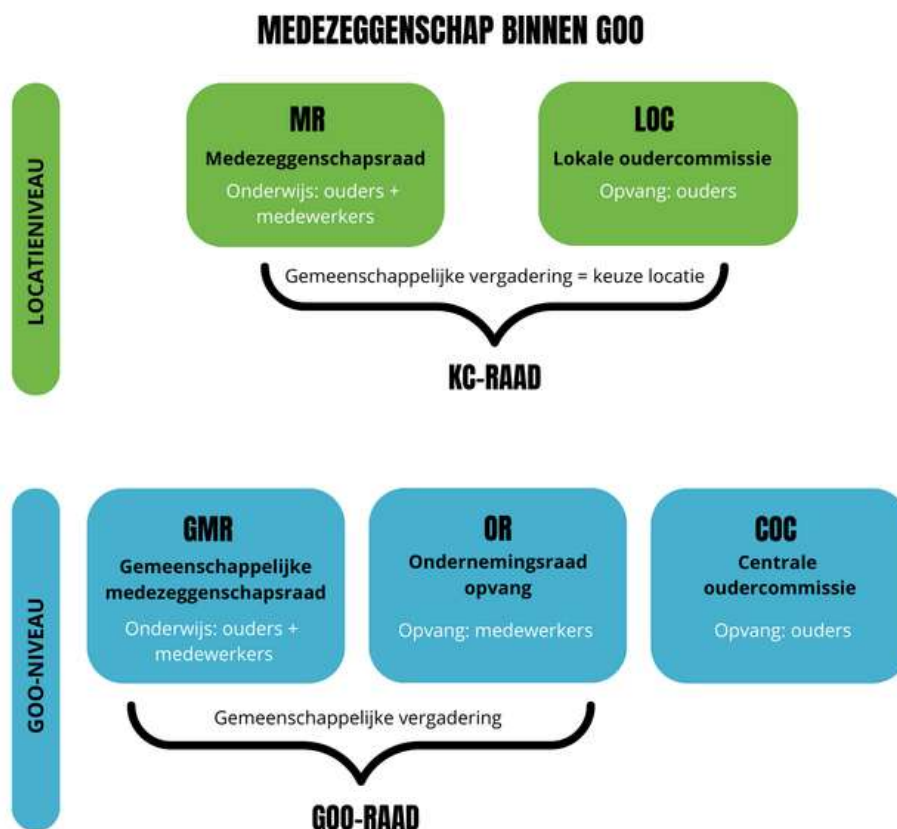 MEDEZEGGENSCHAP BINNEN GOO
LOCATIENIVEAU
MR
Medezeggenschapsraad
Onderwijs: ouders +
medewerkers
LOC
Lokale oudercommissie
Opvang: ouders
Gemeenschappelijke vergadering = keuze locatie
KC-RAAD
GOO-NIVEAU
GMR
Gemeenschappelijke
medezeggenschapsraad
Onderwijs: ouders +
medewerkers
OR
Ondernemingsraad
opvang
Opvang: medewerkers
COC
Centrale
oudercommissie
Opvang: ouders
Gemeenschappelijke vergadering
GOO-RAAD